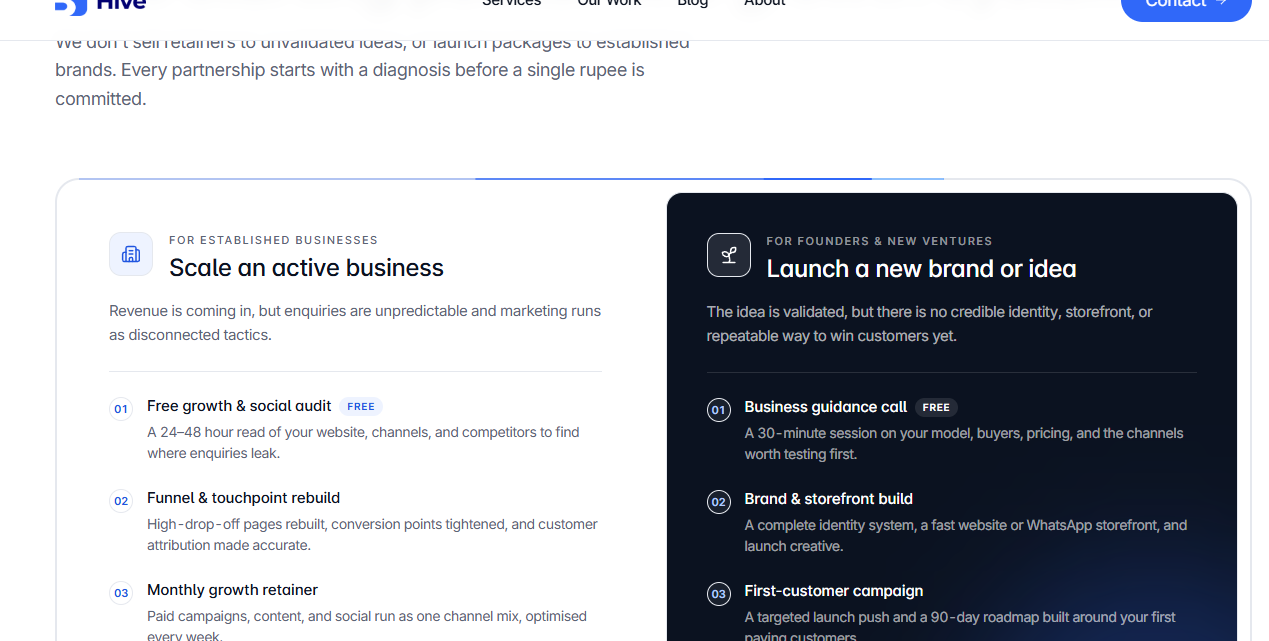 Hive
Services
Our Work
Blog
About
Contact →
We don't sell retainers to unvalidated ideas, or launch packages to established
brands. Every partnership starts with a diagnosis before a single rupee is
committed.
FOR ESTABLISHED BUSINESSES
Scale an active business
Revenue is coming in, but enquiries are unpredictable and marketing runs
as disconnected tactics.
01
Free growth & social audit FREE
A 24–48 hour read of your website, channels, and competitors to find
where enquiries leak.
02
Funnel & touchpoint rebuild
High-drop-off pages rebuilt, conversion points tightened, and customer
attribution made accurate.
03
Monthly growth retainer
Paid campaigns, content, and social run as one channel mix, optimised
every week.
FOR FOUNDERS & NEW VENTURES
Launch a new brand or idea
The idea is validated, but there is no credible identity, storefront, or
repeatable way to win customers yet.
01
Business guidance call FREE
A 30-minute session on your model, buyers, pricing, and the channels
worth testing first.
02
Brand & storefront build
A complete identity system, a fast website or WhatsApp storefront, and
launch creative.
03
First-customer campaign
A targeted launch push and a 90-day roadmap built around your first
paying customers.